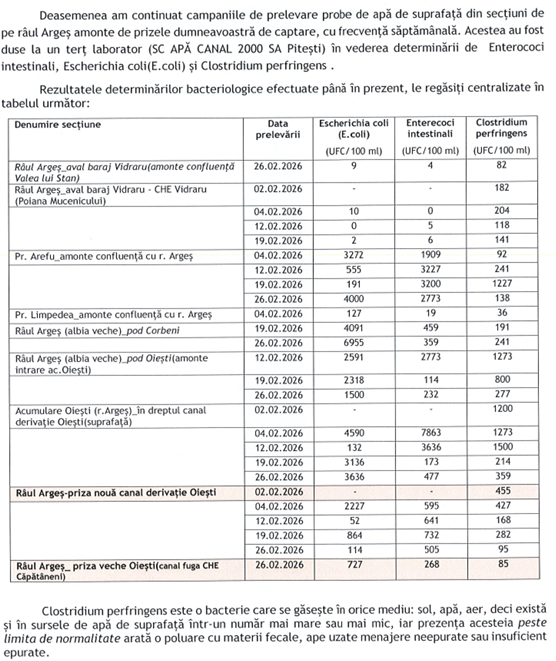 Deasemenea am continuat campaniile de prelevare probe de apă de suprafață din secțiuni de
pe râul Argeș amonte de prizele dumneavoastră de captare, cu frecvență săptămânală. Acestea au fost
duse la un terț laborator (SC APĂ CANAL 2000 SA Pitești) în vederea determinării de Enterococi
intestinali, Escherichia coli(E.coli) și Clostridium perfringens .
Rezultatele determinărilor bacteriologice efectuate până în prezent, le regăsiți centralizate în
tabelul următor:
Denumire secțiune | Data prelevării | Escherichia coli (E.coli) (UFC/100 ml) | Enterecoci intestinali (UFC/100 ml) | Clostridium perfringens (UFC/100 ml)
Râul Argeș_aval baraj Vidraru(amonte confluență Valea lui Stan) | 26.02.2026 | 9 | 4 | 82
Râul Argeș_aval baraj Vidraru - CHE Vidraru (Poiana Mucenicului) | 02.02.2026 | - | - | 182
04.02.2026 | 10 | 0 | 204
12.02.2026 | 0 | 5 | 118
19.02.2026 | 2 | 6 | 141
Pr. Arefu_amonte confluență cu r. Argeș | 04.02.2026 | 3272 | 1909 | 92
12.02.2026 | 555 | 3227 | 241
19.02.2026 | 191 | 3200 | 1227
26.02.2026 | 4000 | 2773 | 138
Pr. Limpedea_amonte confluență cu r. Argeș | 04.02.2026 | 127 | 19 | 36
Râul Argeș (albia veche)_pod Corbeni | 19.02.2026 | 4091 | 459 | 191
26.02.2026 | 6955 | 359 | 241
Râul Argeș (albia veche)_pod Oiești(amonte intrare ac.Oiești) | 12.02.2026 | 2591 | 2773 | 1273
19.02.2026 | 2318 | 114 | 800
26.02.2026 | 1500 | 232 | 277
Acumulare Oiești (r.Argeș)_în dreptul canal derivație Oiești(suprafață) | 02.02.2026 | - | - | 1200
04.02.2026 | 4590 | 7863 | 1273
12.02.2026 | 132 | 3636 | 1500
19.02.2026 | 3136 | 173 | 214
26.02.2026 | 3636 | 477 | 359
Râul Argeș-priza nouă canal derivație Oiești | 02.02.2026 | - | - | 455
04.02.2026 | 2227 | 595 | 427
12.02.2026 | 52 | 641 | 168
19.02.2026 | 864 | 732 | 282
26.02.2026 | 114 | 505 | 95
Râul Argeș_ priza veche Oiești(canal fuga CHE Căpătâneni) | 26.02.2026 | 727 | 268 | 85
Clostridium perfringens este o bacterie care se găsește în orice mediu: sol, apă, aer, deci există
și în sursele de apă de suprafață într-un număr mai mare sau mai mic, iar prezența acesteia peste
limita de normalitate arată o poluare cu materii fecale, ape uzate menajere neepurate sau insuficient
epurate.